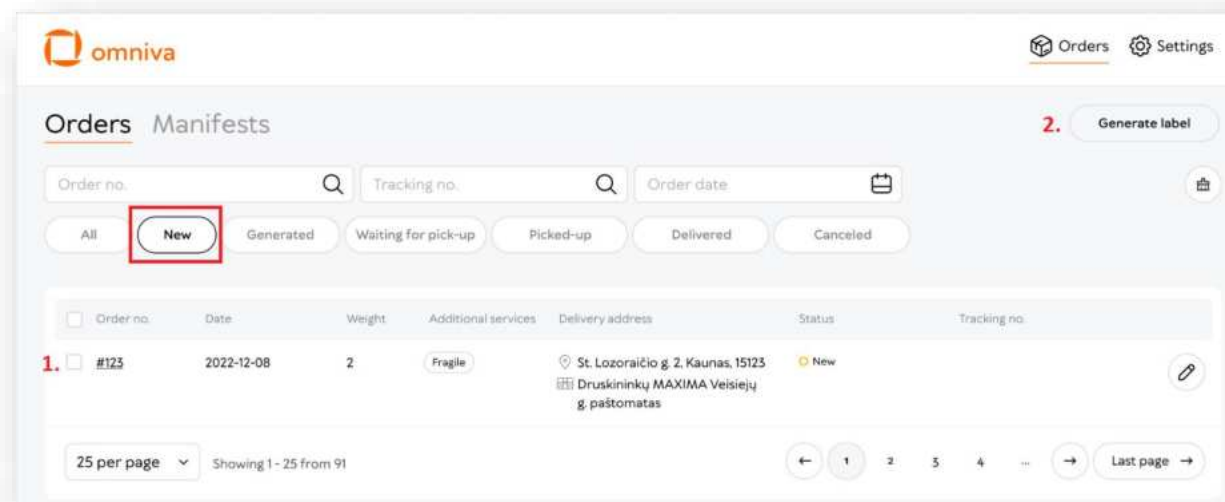 omniva
Orders Settings
Orders Manifests
2. Generate label
Order no. Tracking no. Order date
All New Generated Waiting for pick-up Picked-up Delivered Canceled
Order no. Date Weight Additional services Delivery address Status Tracking no.
1. #123 2022-12-08 2 Fragile St. Lozoraičio g. 2, Kaunas, 15123 New
Druskininkų MAXIMA Veisiejų
g. paštomatas
25 per page Showing 1 - 25 from 91 ← 1 2 3 4 ... → Last page →